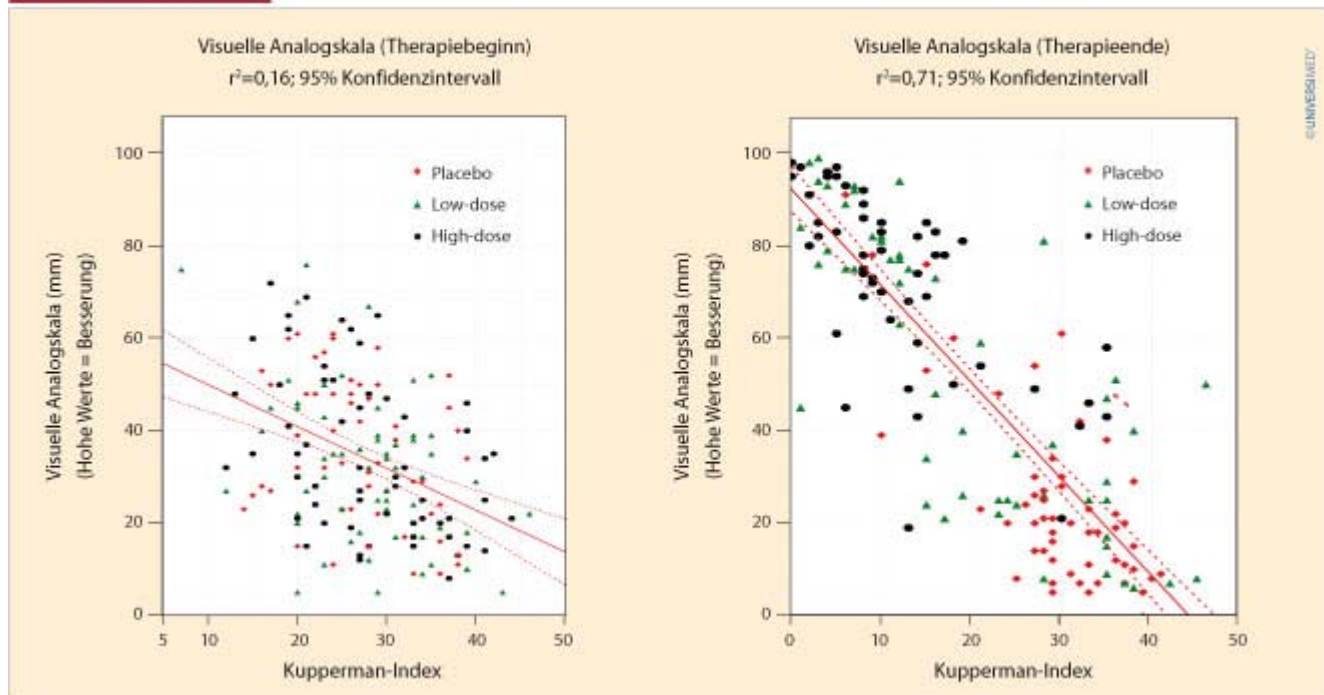 Visuelle Analogskala (Therapiebeginn)
r²=0,16; 95% Konfidenzintervall
Visuelle Analogskala (mm)
(Hohe Werte = Besserung)
100
80
60
40
20
0
Placebo
Low-dose
High-dose
5 10 20 30 40 50
Kupperman-Index
Visuelle Analogskala (Therapieende)
r²=0,71; 95% Konfidenzintervall
Visuelle Analogskala (mm)
(Hohe Werte = Besserung)
100
80
60
40
20
0
Placebo
Low-dose
High-dose
0 10 20 30 40 50
Kupperman-Index
© UNIVERSIMED